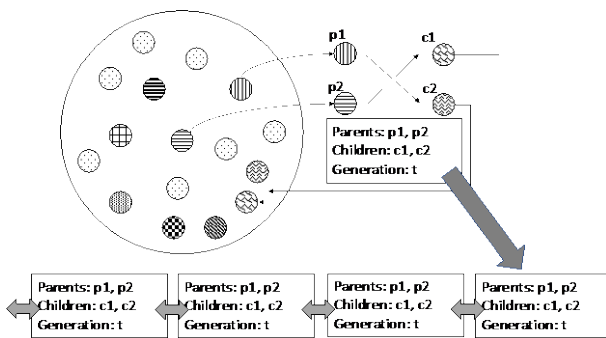 p1
c1
p2
c2
Parents: p1, p2
Children: c1, c2
Generation: t
Parents: p1, p2
Children: c1, c2
Generation: t
Parents: p1, p2
Children: c1, c2
Generation: t
Parents: p1, p2
Children: c1, c2
Generation: t
Parents: p1, p2
Children: c1, c2
Generation: t